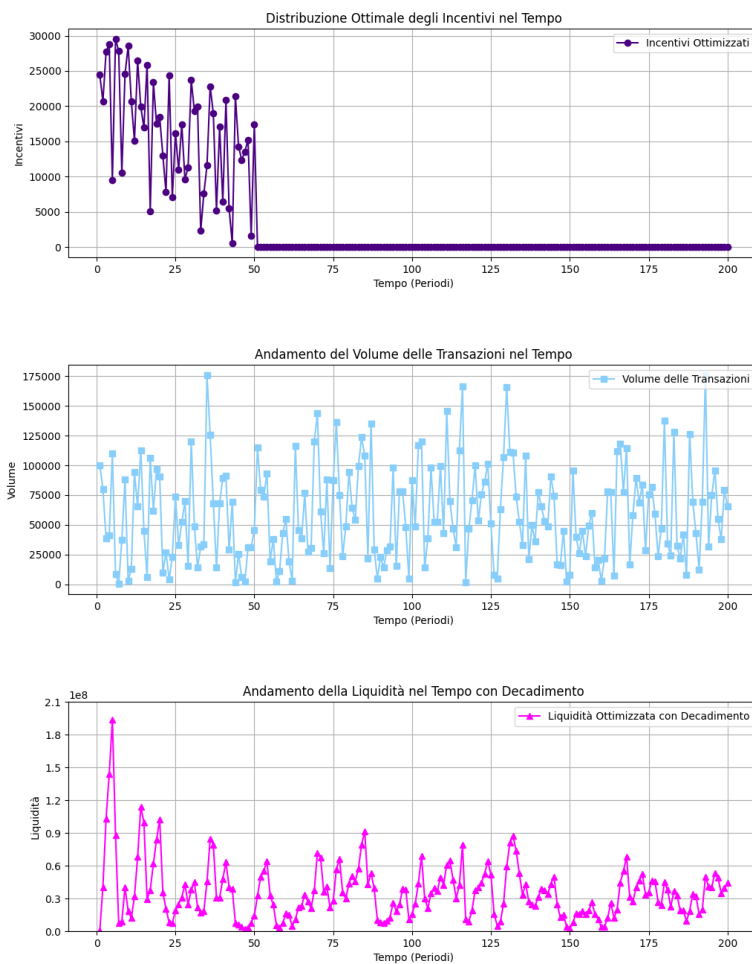 Distribuzione Ottimale degli Incentivi nel Tempo
30000
25000
20000
15000
10000
5000
0
Incentivi
Incentivi Ottimizzati
0 25 50 75 100 125 150 175 200
Tempo (Periodi)
Andamento del Volume delle Transazioni nel Tempo
175000
150000
125000
100000
75000
50000
25000
0
Volume
Volume delle Transazioni
0 25 50 75 100 125 150 175 200
Tempo (Periodi)
Andamento della Liquidità nel Tempo con Decadimento
1e8
2.1
1.8
1.5
1.2
0.9
0.6
0.3
0.0
Liquidità
Liquidità Ottimizzata con Decadimento
0 25 50 75 100 125 150 175 200
Tempo (Periodi)